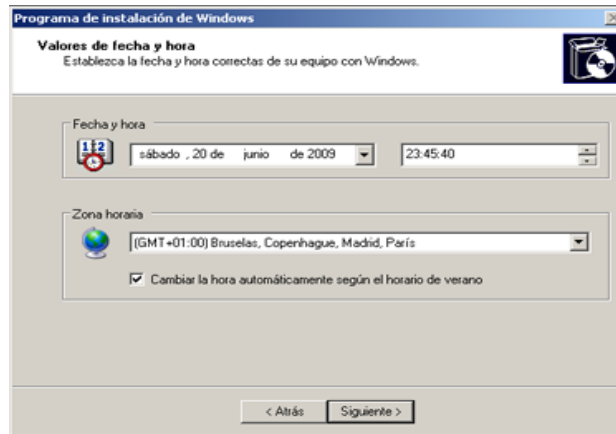 Programa de instalación de Windows
Valores de fecha y hora
Establezca la fecha y hora correctas de su equipo con Windows.
Fecha y hora
1 2
sábado , 20 de junio de 2009
23:45:40
Zona horaria
(GMT+01:00) Bruselas, Copenhague, Madrid, París
Cambiar la hora automáticamente según el horario de verano
< Atrás
Siguiente >